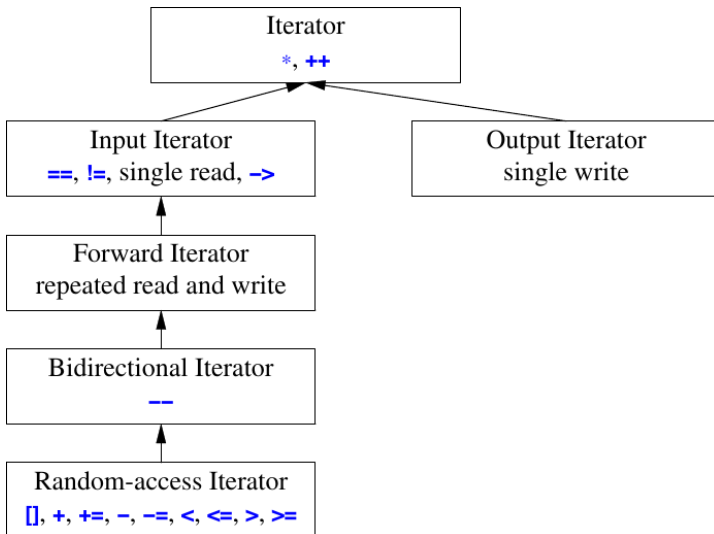 Iterator
*, ++
Input Iterator
==, !=, single read, −>
Output Iterator
single write
Forward Iterator
repeated read and write
Bidirectional Iterator
−−
Random-access Iterator
[], +, +=, −, −=, <, <=, >, >=